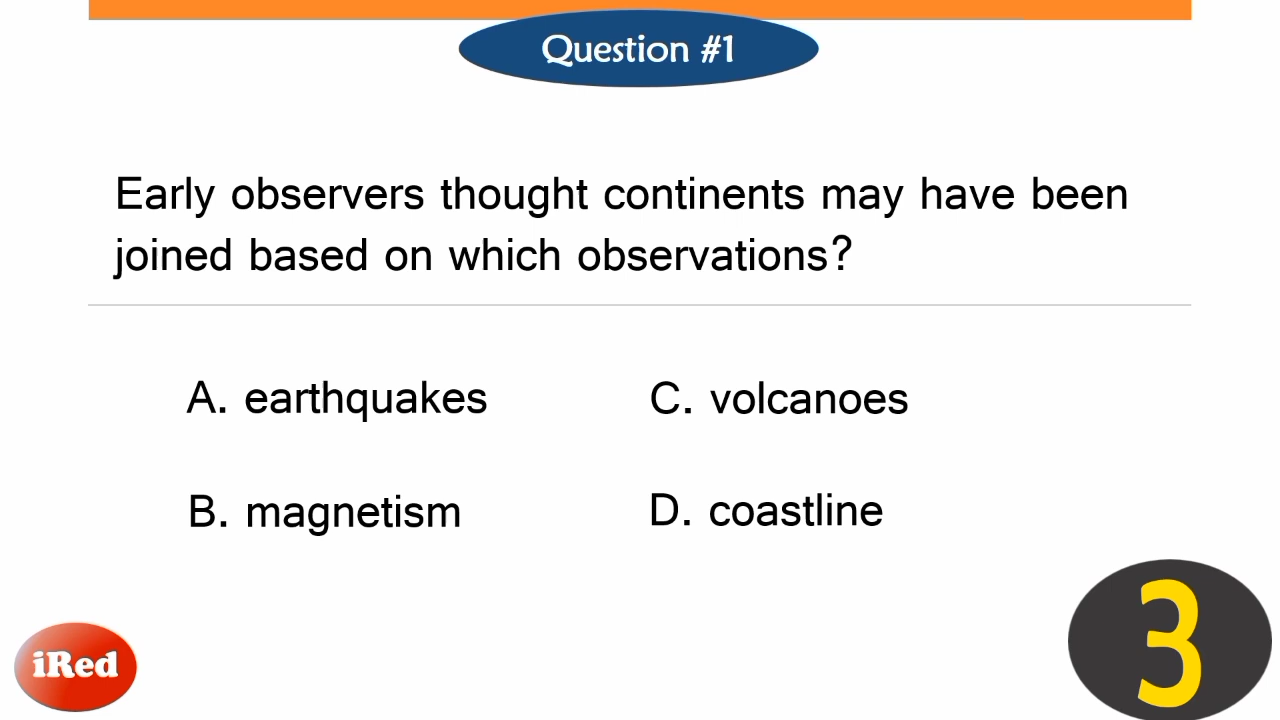 Question #1
Early observers thought continents may have been
joined based on which observations?
A. earthquakes
C. volcanoes
B. magnetism
D. coastline
iRed
3